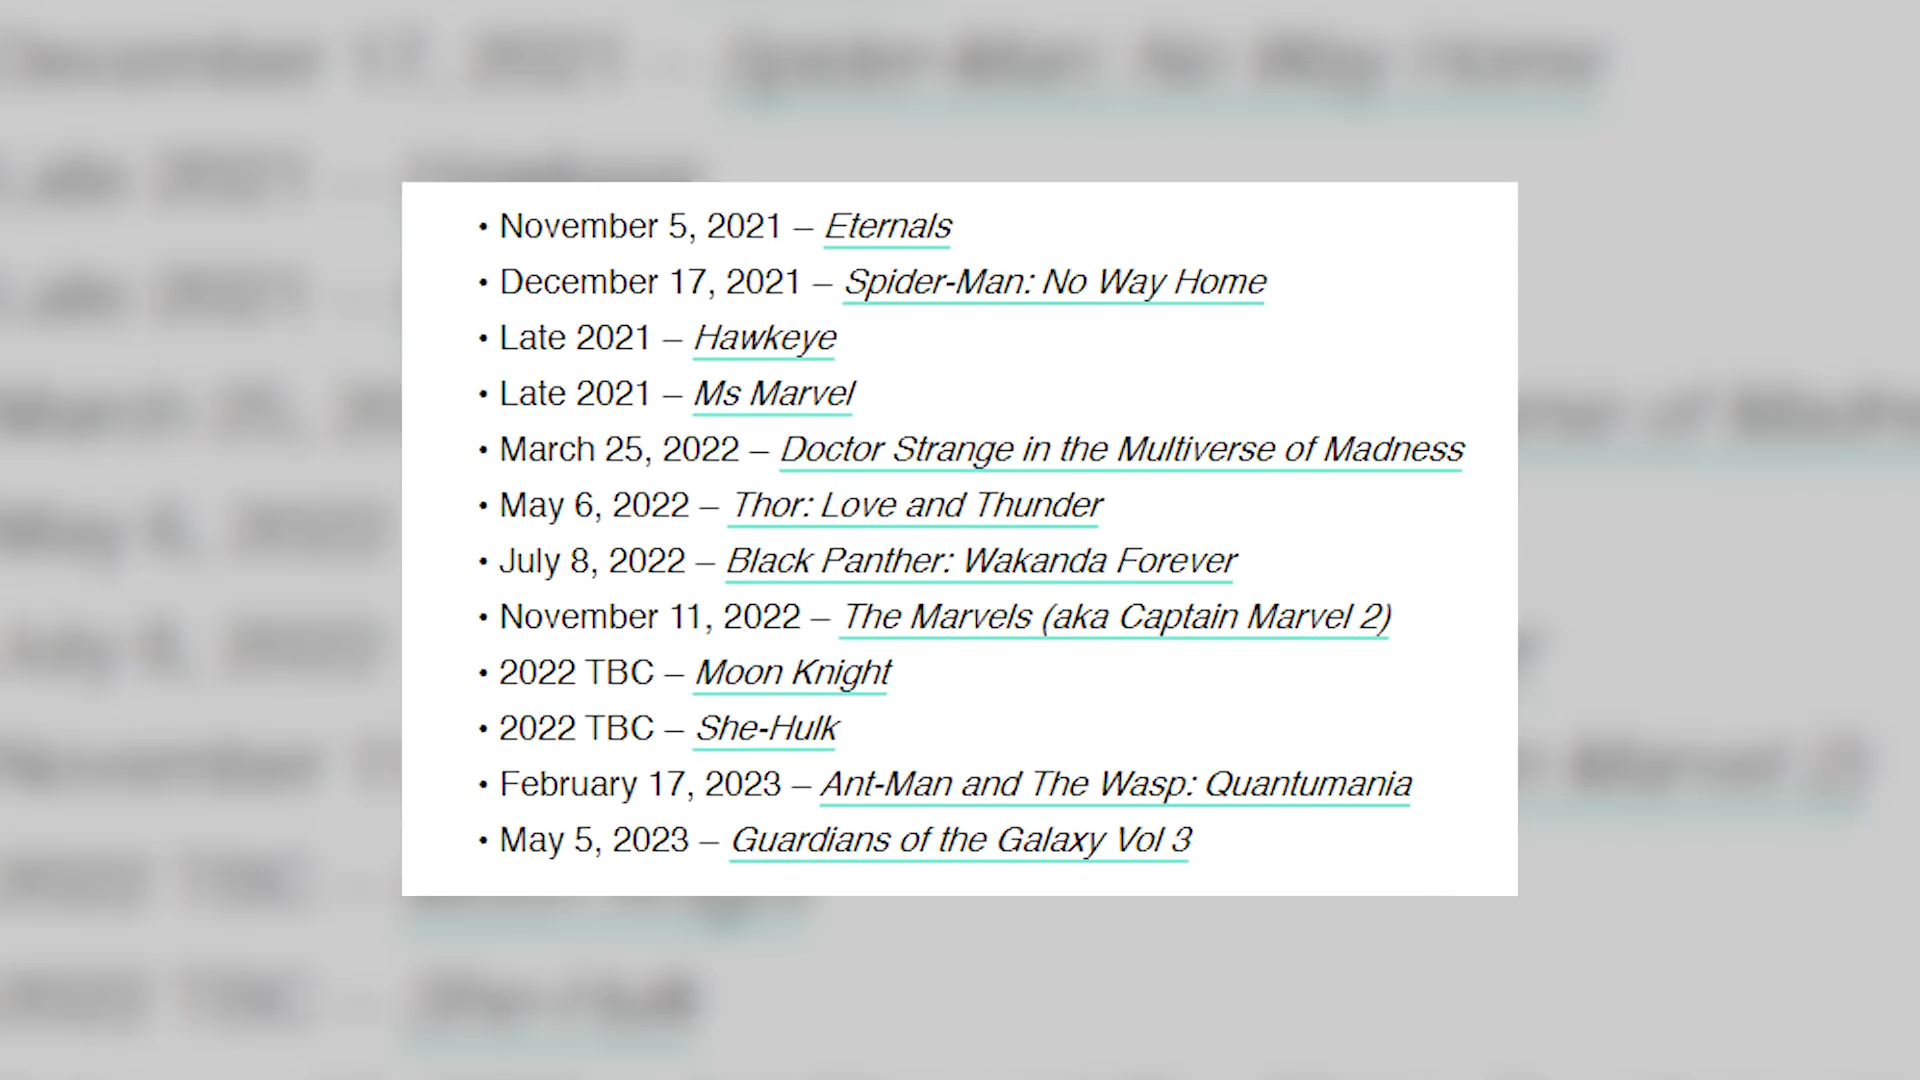 • November 5, 2021 – Eternals
• December 17, 2021 – Spider-Man: No Way Home
• Late 2021 – Hawkeye
• Late 2021 – Ms Marvel
• March 25, 2022 – Doctor Strange in the Multiverse of Madness
• May 6, 2022 – Thor: Love and Thunder
• July 8, 2022 – Black Panther: Wakanda Forever
• November 11, 2022 – The Marvels (aka Captain Marvel 2)
• 2022 TBC – Moon Knight
• 2022 TBC – She-Hulk
• February 17, 2023 – Ant-Man and The Wasp: Quantumania
• May 5, 2023 – Guardians of the Galaxy Vol 3